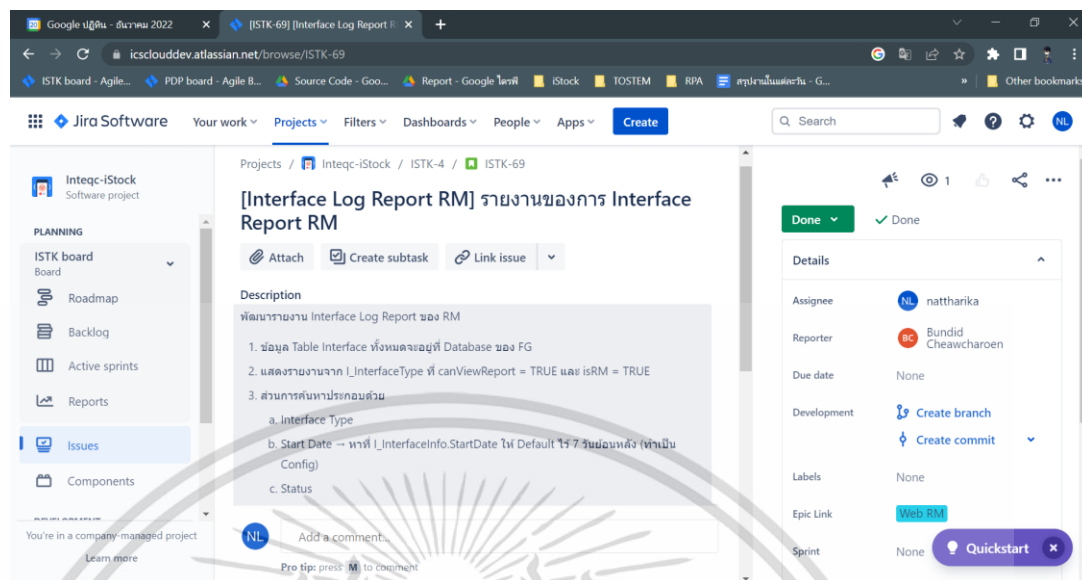 20 Google ปฏิทิน - ธันวาคม 2022
[ISTK-69] [Interface Log Report R
icsclouddev.atlassian.net/browse/ISTK-69
ISTK board - Agile... PDP board - Agile B... Source Code - Goo... Report - Google ไดรฟ์ iStock TOSTEM RPA สรุปงานในแต่ละวัน - G... » Other bookmarks
Jira Software Your work Projects Filters Dashboards People Apps Create Search NL
Inteqc-iStock
Software project
PLANNING
ISTK board
Board
Roadmap
Backlog
Active sprints
Reports
Issues
Components
DEVELOPMENT
You're in a company-managed project
Learn more
Projects / Inteqc-iStock / ISTK-4 / ISTK-69
[Interface Log Report RM] รายงานของการ Interface
Report RM
Attach Create subtask Link issue
Description
พัฒนารายงาน Interface Log Report ของ RM
1. ข้อมูล Table Interface ทั้งหมดจะอยู่ที่ Database ของ FG
2. แสดงรายงานจาก I_InterfaceType ที่ canViewReport = TRUE และ isRM = TRUE
3. ส่วนการค้นหาประกอบด้วย
a. Interface Type
b. Start Date → หาที่ I_InterfaceInfo.StartDate ให้ Default ไว้ 7 วันย้อนหลัง (ทำเป็น
Config)
c. Status
NL Add a comment...
Pro tip: press M to comment
1
Done Done
Details
Assignee NL nattharika
Reporter BC Bundid
Cheawcharoen
Due date None
Development Create branch
Create commit
Labels None
Epic Link Web RM
Sprint None
Quickstart